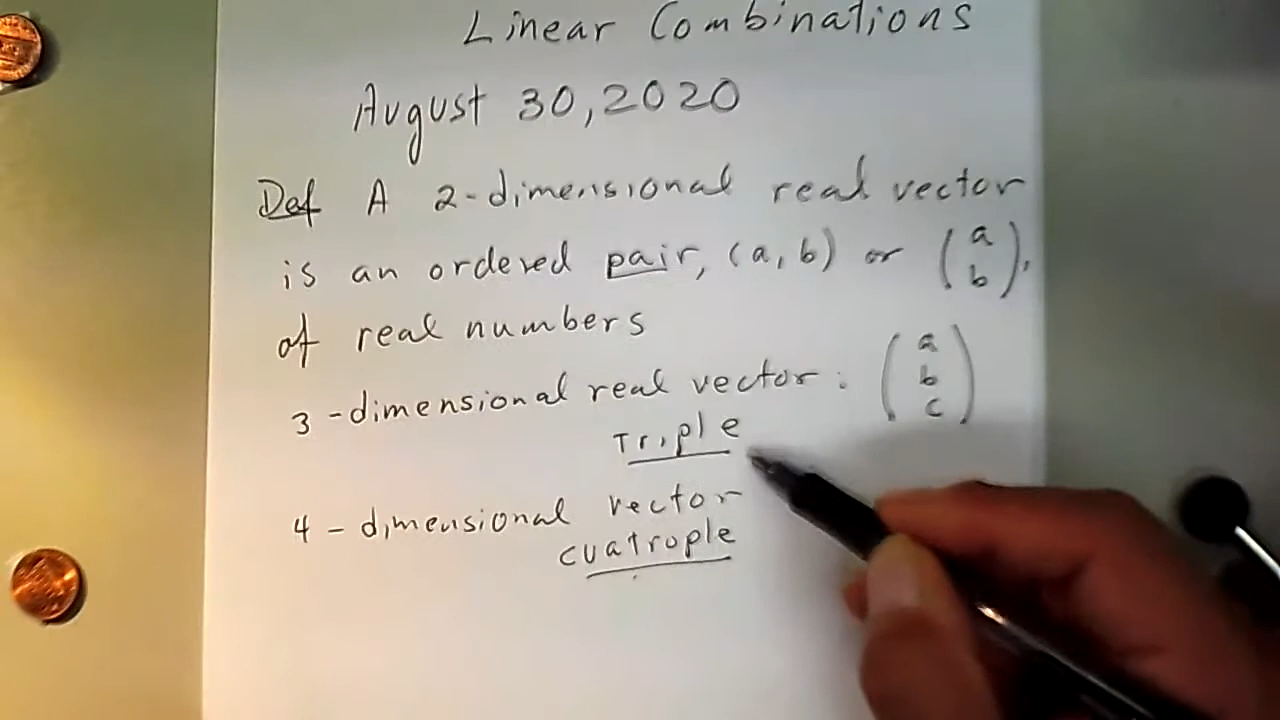 Linear Combinations
August 30, 2020
Def A 2-dimensional real vector
is an ordered pair, (a, b) or (a b),
of real numbers
3-dimensional real vector: (a b c)
Triple
4-dimensional vector
cuatrople